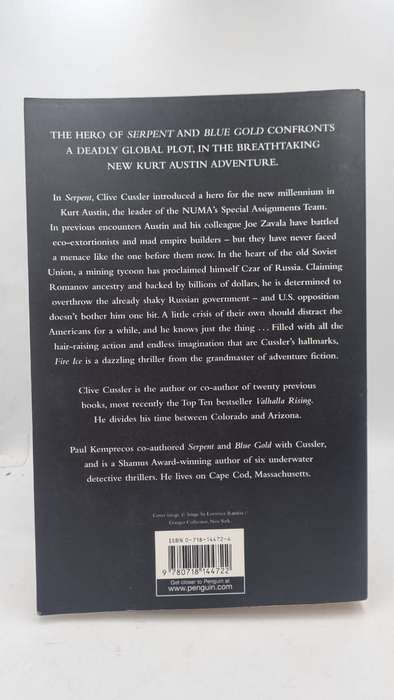 THE HERO OF SERPENT AND BLUE GOLD CONFRONTS
A DEADLY GLOBAL PLOT, IN THE BREATHTAKING
NEW KURT AUSTIN ADVENTURE.
In Serpent, Clive Cussler introduced a hero for the new millennium in
Kurt Austin, the leader of the NUMA's Special Assignments Team.
In previous encounters Austin and his colleague Joe Zavala have battled
eco-extortionists and mad empire builders – but they have never faced
a menace like the one before them now. In the heart of the old Soviet
Union, a mining tycoon has proclaimed himself Czar of Russia. Claiming
Romanov ancestry and backed by billions of dollars, he is determined to
overthrow the already shaky Russian government – and U.S. opposition
doesn't bother him one bit. A little crisis of their own should distract the
Americans for a while, and he knows just the thing . . . Filled with all the
hair-raising action and endless imagination that are Cussler's hallmarks,
Fire Ice is a dazzling thriller from the grandmaster of adventure fiction.
Clive Cussler is the author or co-author of twenty previous
books, most recently the Top Ten bestseller Valhalla Rising.
He divides his time between Colorado and Arizona.
Paul Kemprecos co-authored Serpent and Blue Gold with Cussler,
and is a Shamus Award-winning author of six underwater
detective thrillers. He lives on Cape Cod, Massachusetts.
Cover image © Image by Lawrence
Collection, New York.
ISBN 0-718-14472-4
9 780718 144722
Get closer to Penguin at
www.penguin.com